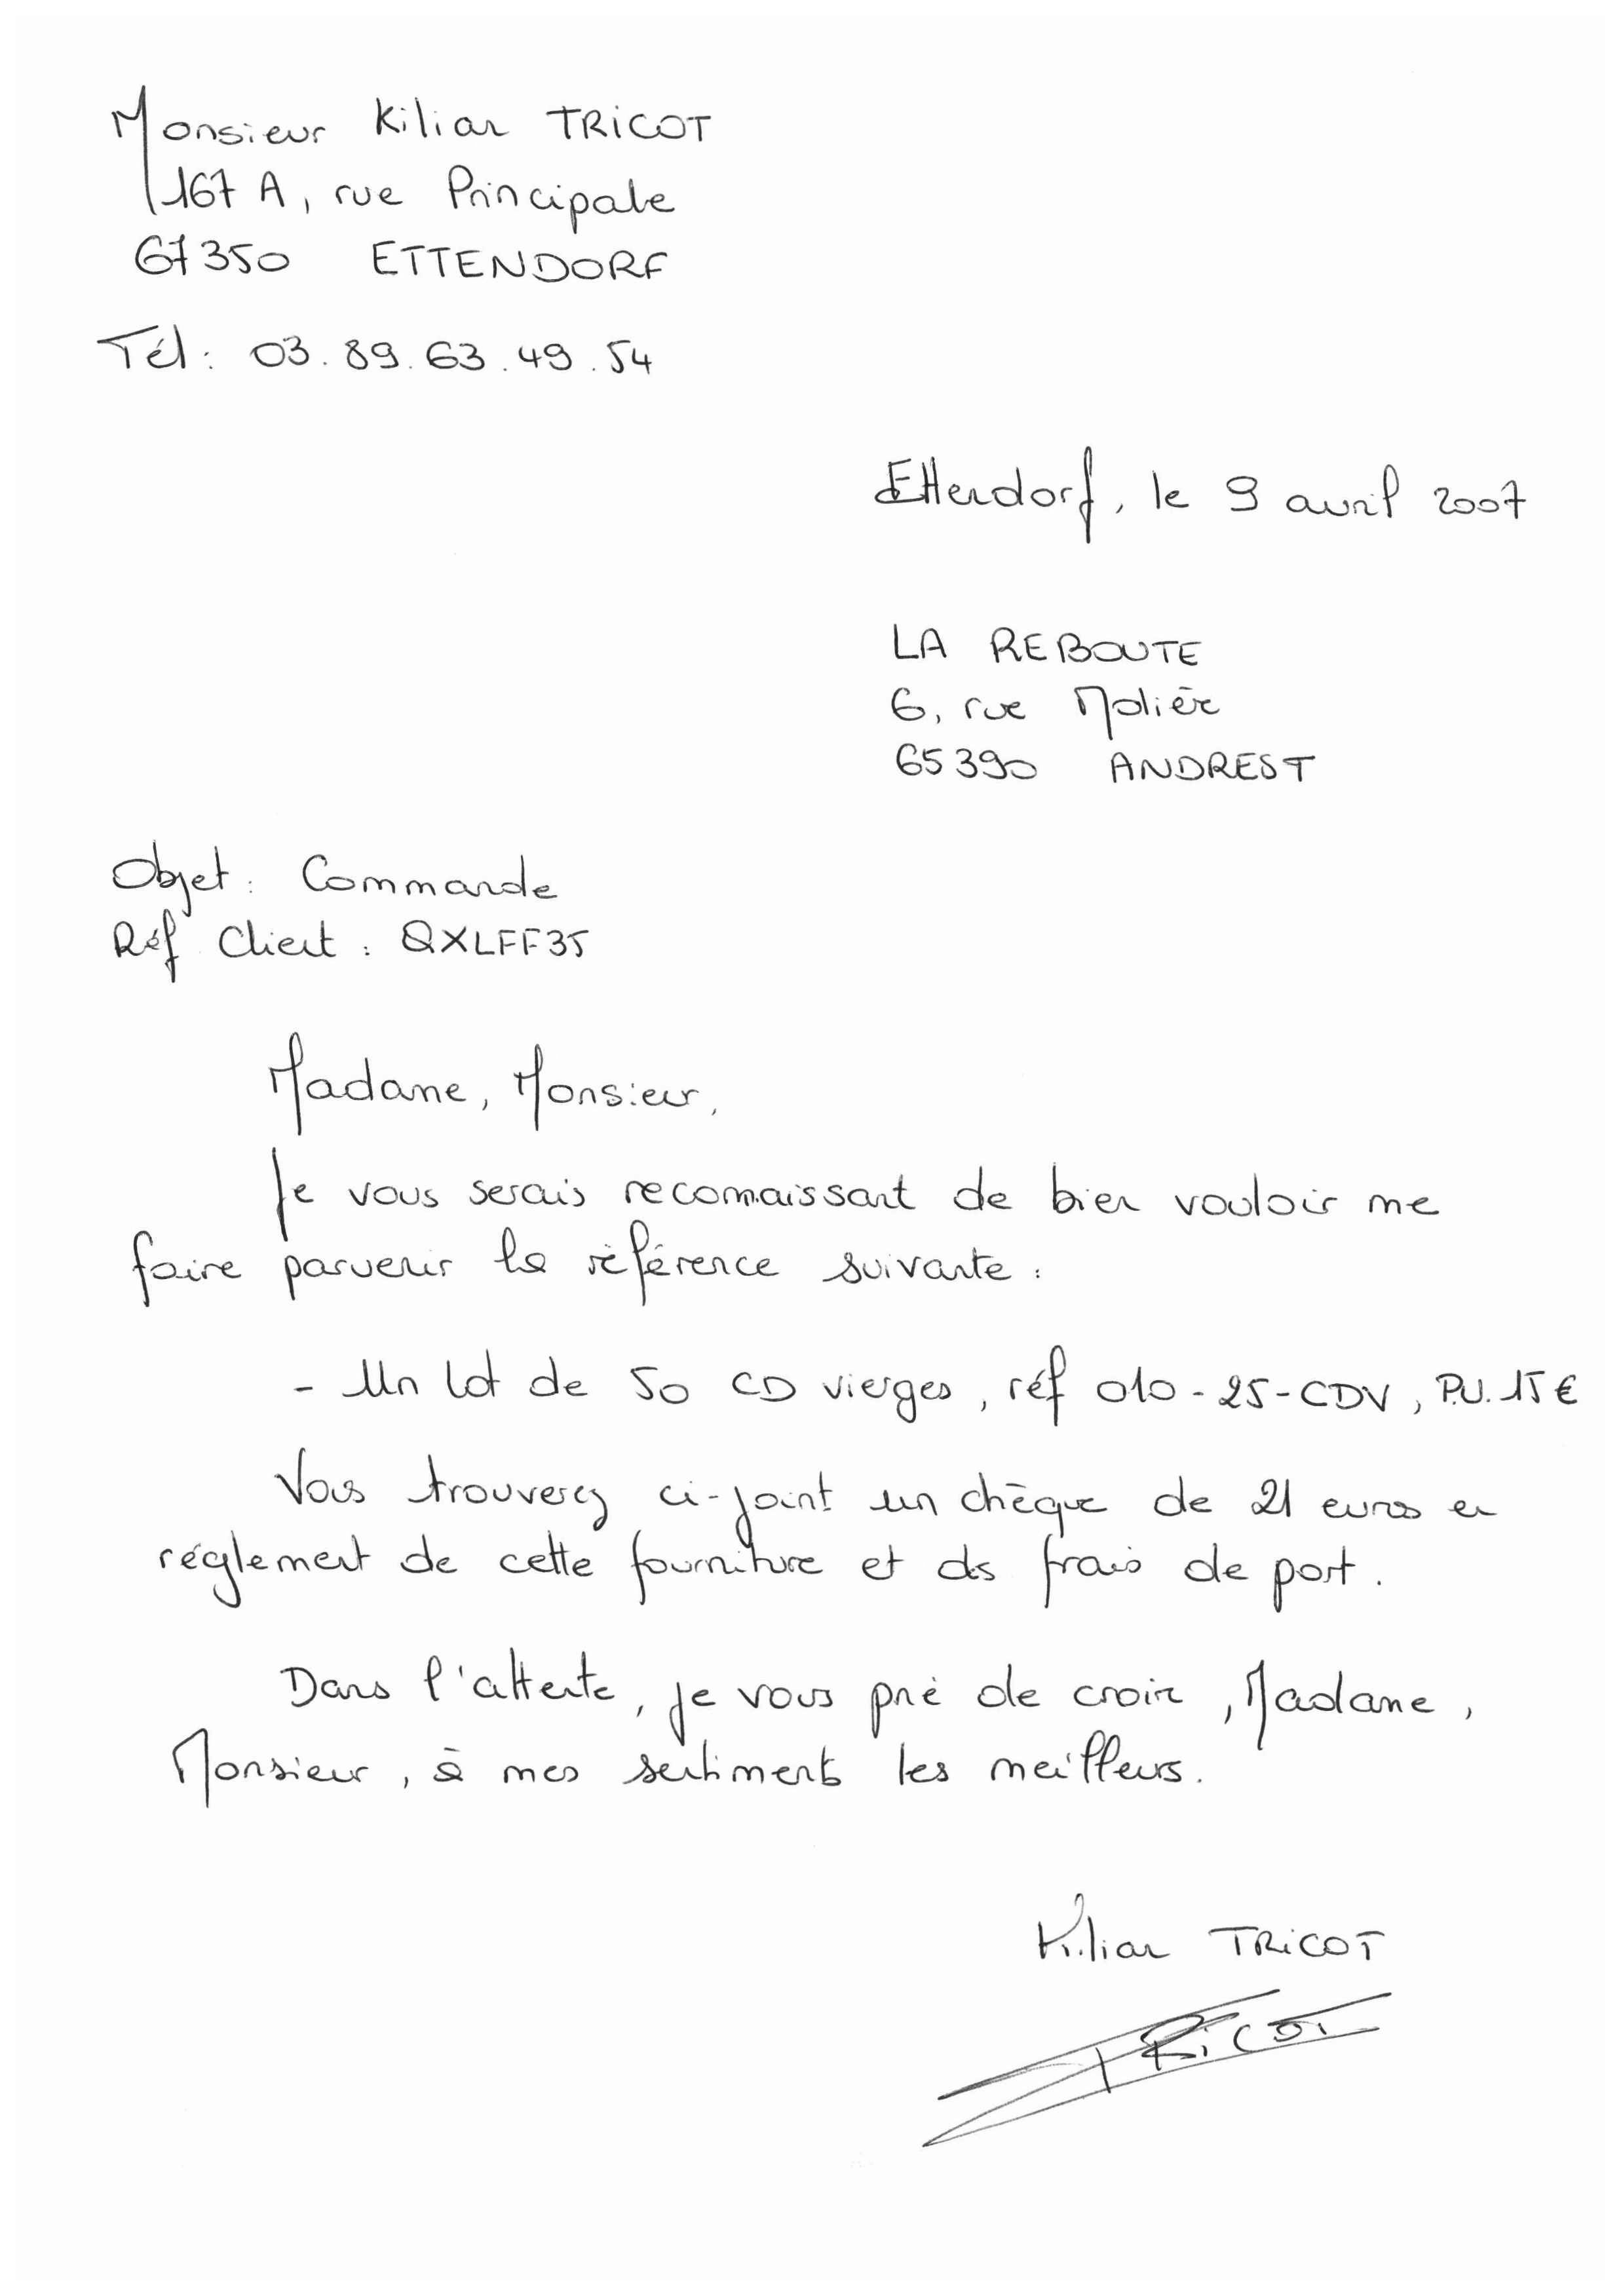 Monsieur Kilian TRICOT
167 A, rue Principale
67350 ETTENDORF
Tél : 03.89.63.49.54
Ettendorf, le 9 avril 2007
LA REBOUTE
6, rue Molière
65390 ANDREST
Objet : Commande
Réf Client : QXLFF35
Madame, Monsieur,
Je vous serais reconnaissant de bien vouloir me
faire parvenir la référence suivante :
- Un lot de 50 CD vierges, réf 010-25-CDV, P.U. 15 €
Vous trouverez ci-joint un chèque de 21 euros en
réglement de cette fourniture et des frais de port.
Dans l'attente, je vous prie de croire, Madame,
Monsieur, à mes sentiments les meilleurs.
Kilian TRICOT
TRICOT